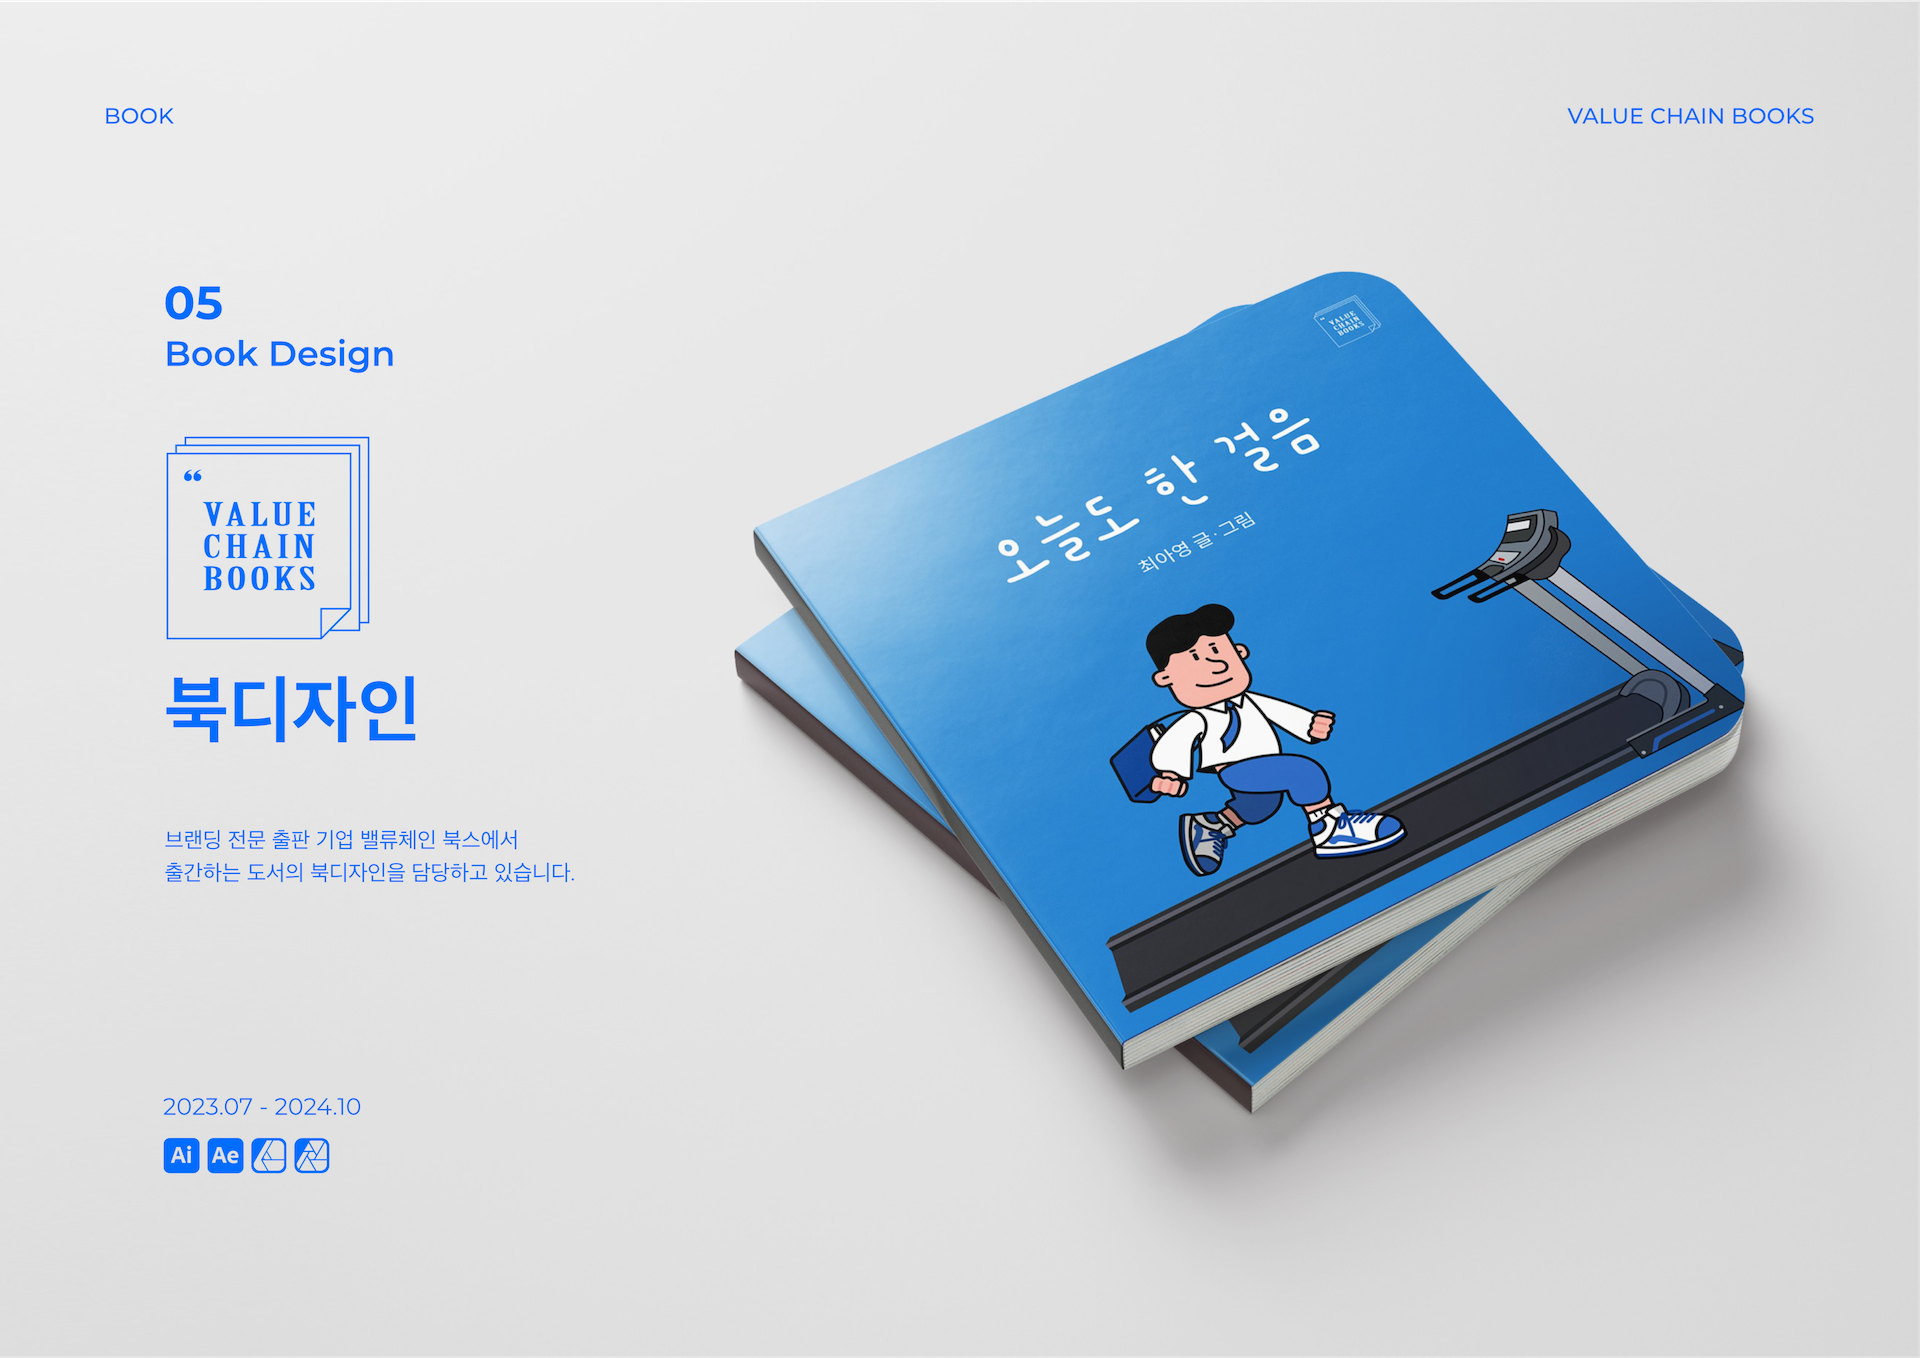 BOOK
VALUE CHAIN BOOKS
05
Book Design
“
VALUE
CHAIN
BOOKS
북디자인
브랜딩 전문 출판 기업 밸류체인 북스에서
출간하는 도서의 북디자인을 담당하고 있습니다.
2023.07 - 2024.10
Ai Ae
“
VALUE
CHAIN
BOOKS
오늘도 한 걸음
최아영 글·그림